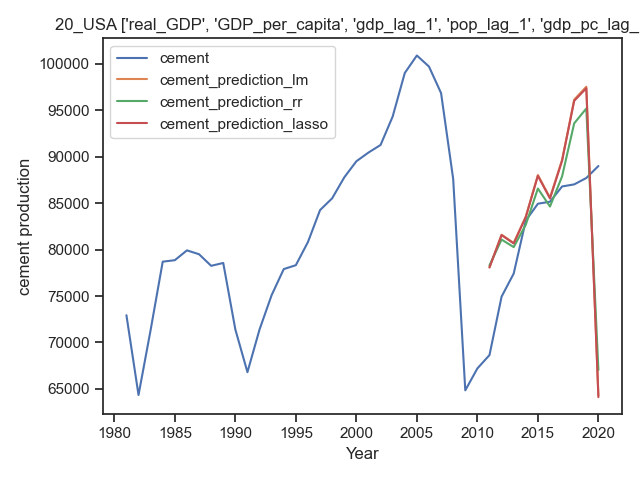 20_USA ['real_GDP', 'GDP_per_capita', 'gdp_lag_1', 'pop_lag_1', 'gdp_pc_lag_
cement
cement_prediction_lm
cement_prediction_rr
cement_prediction_lasso
100000
95000
90000
85000
80000
75000
70000
65000
cement production
1980 1985 1990 1995 2000 2005 2010 2015 2020
Year